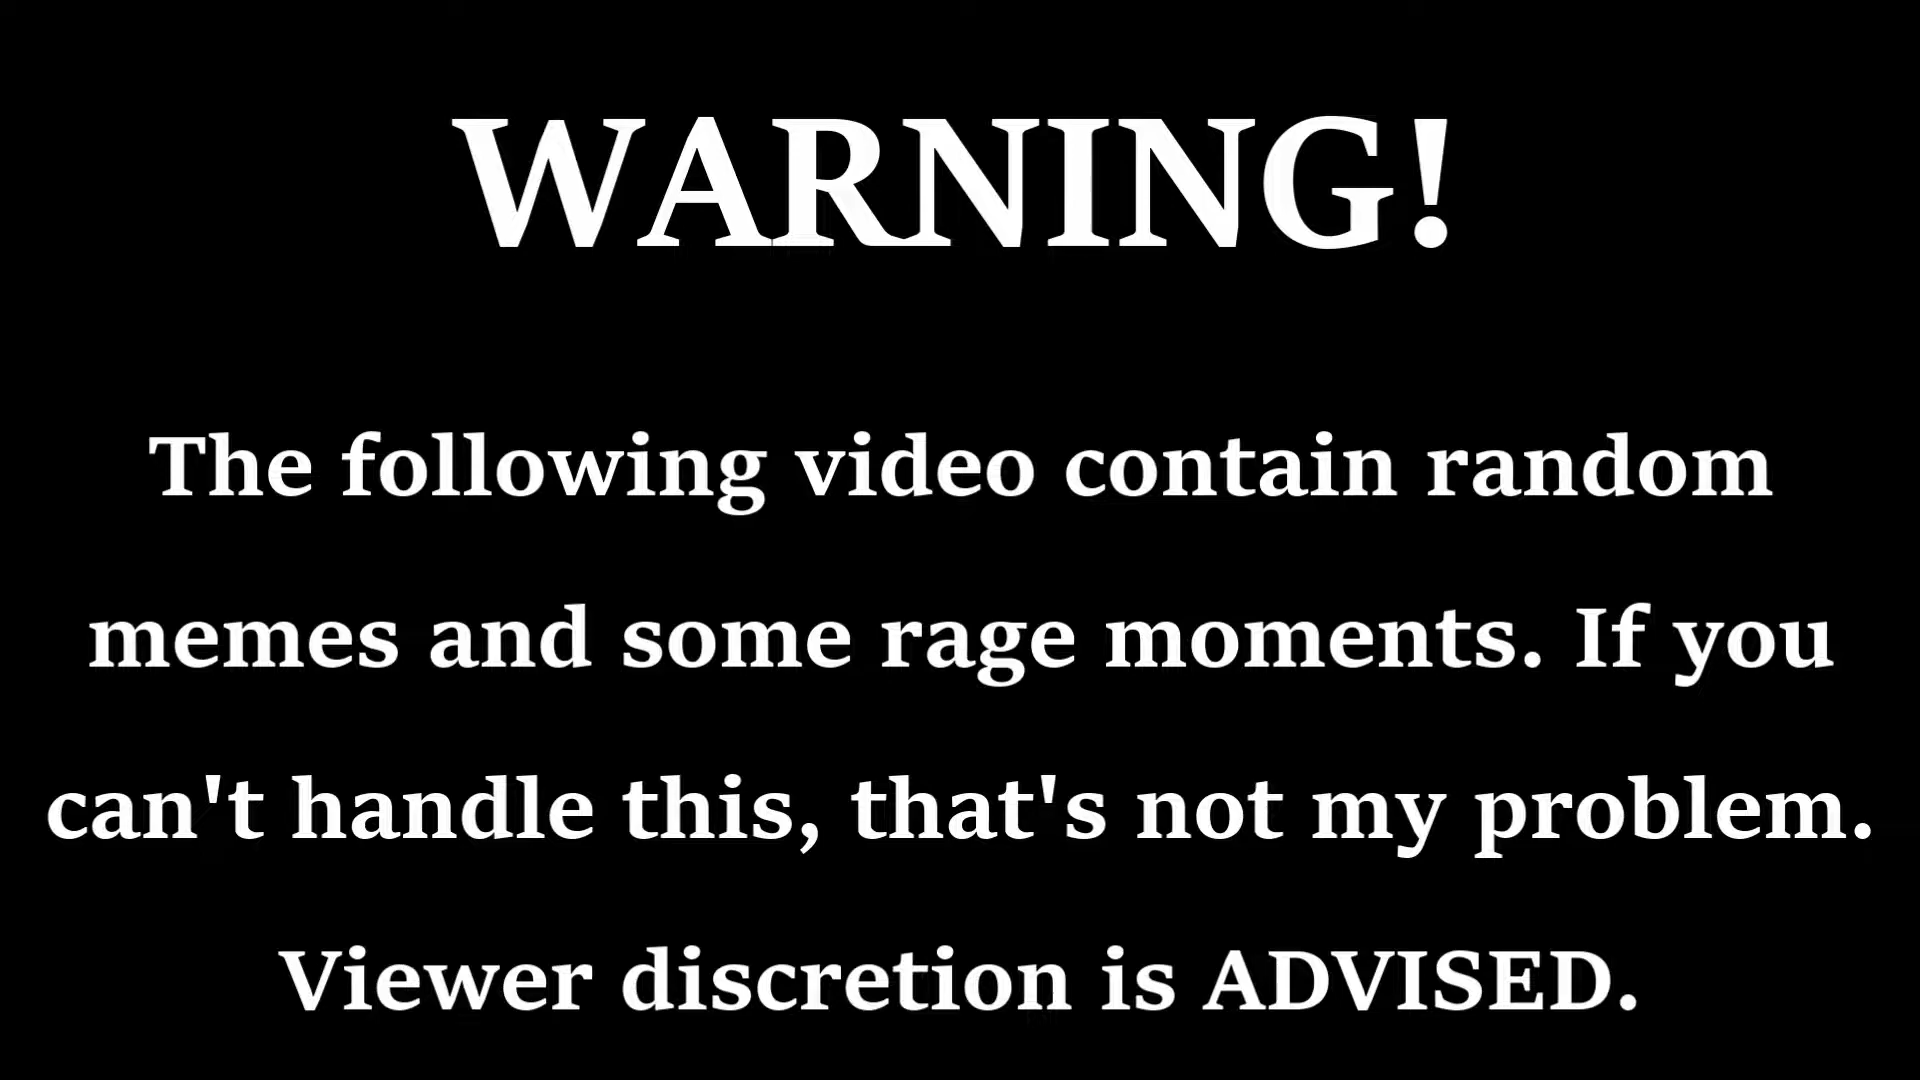 WARNING!
The following video contain random
memes and some rage moments. If you
can't handle this, that's not my problem.
Viewer discretion is ADVISED.